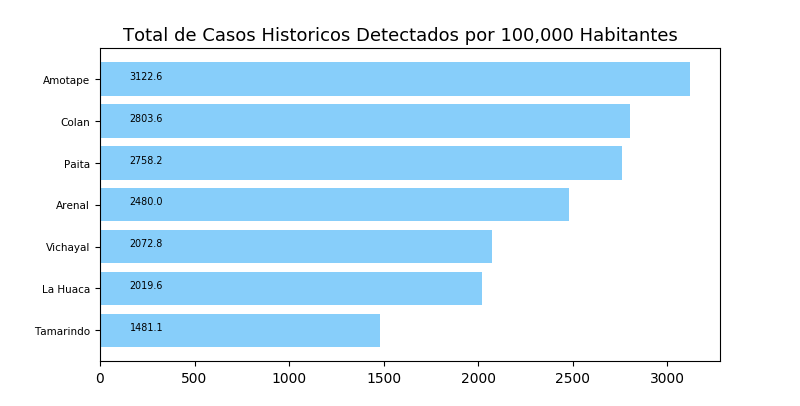 Total de Casos Historicos Detectados por 100,000 Habitantes
Amotape 3122.6
Colan 2803.6
Paita 2758.2
Arenal 2480.0
Vichayal 2072.8
La Huaca 2019.6
Tamarindo 1481.1
0 500 1000 1500 2000 2500 3000